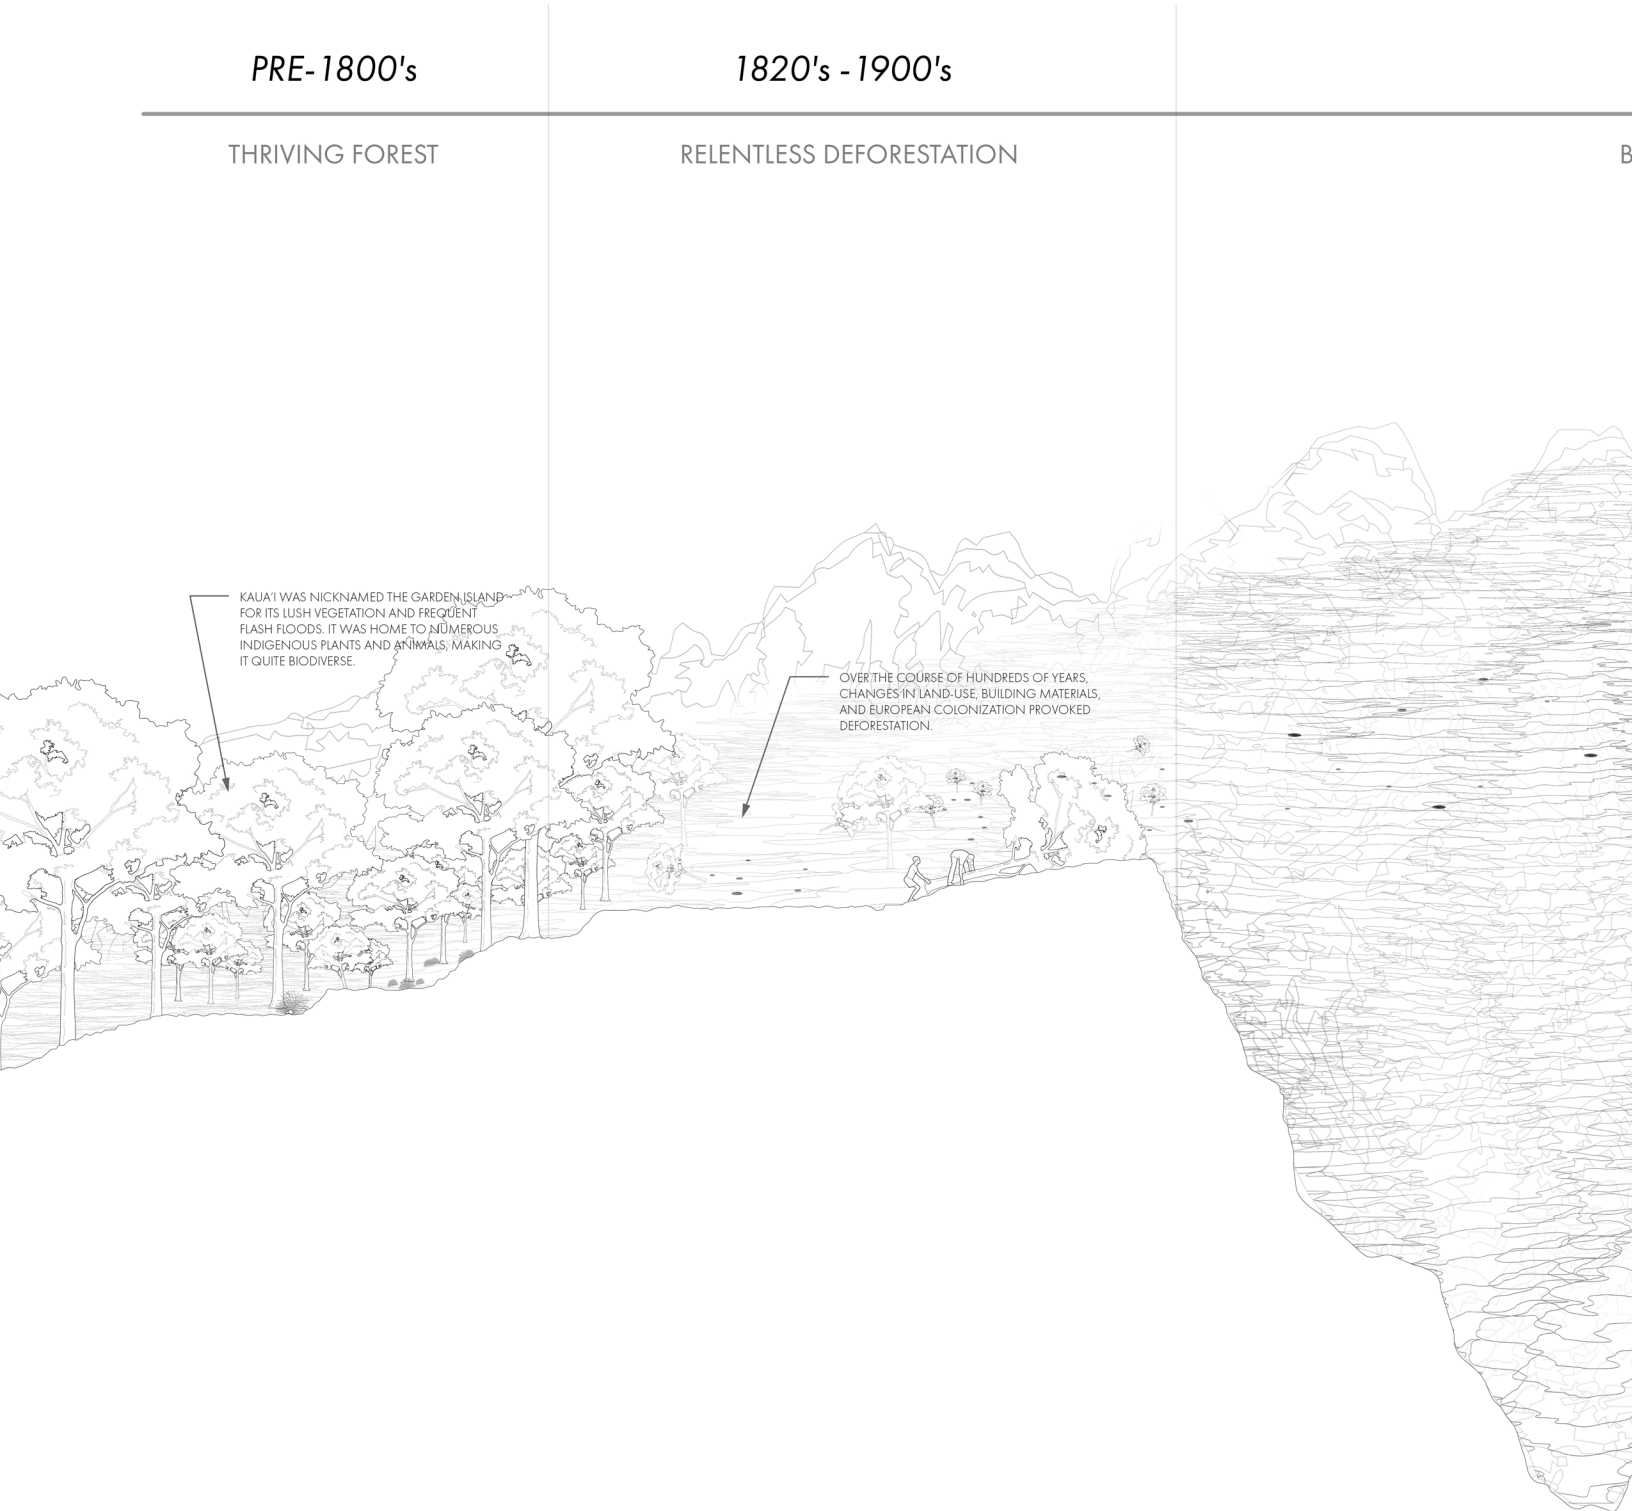 PRE-1800's
1820's -1900's
THRIVING FOREST
RELENTLESS DEFORESTATION
B
KAUA'I WAS NICKNAMED THE GARDEN ISLAND
FOR ITS LUSH VEGETATION AND FREQUENT
FLASH FLOODS. IT WAS HOME TO NUMEROUS
INDIGENOUS PLANTS AND ANIMALS, MAKING
IT QUITE BIODIVERSE.
OVER THE COURSE OF HUNDREDS OF YEARS,
CHANGES IN LAND-USE, BUILDING MATERIALS,
AND EUROPEAN COLONIZATION PROVOKED
DEFORESTATION.